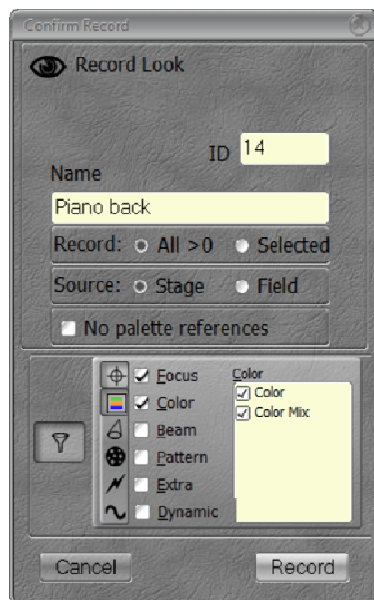 Confirm Record
Record Look
ID 14
Name
Piano back
Record: All >0 Selected
Source: Stage Field
No palette references
Focus
Color
Beam
Pattern
Extra
Dynamic
Color
Color
Color Mix
Cancel Record